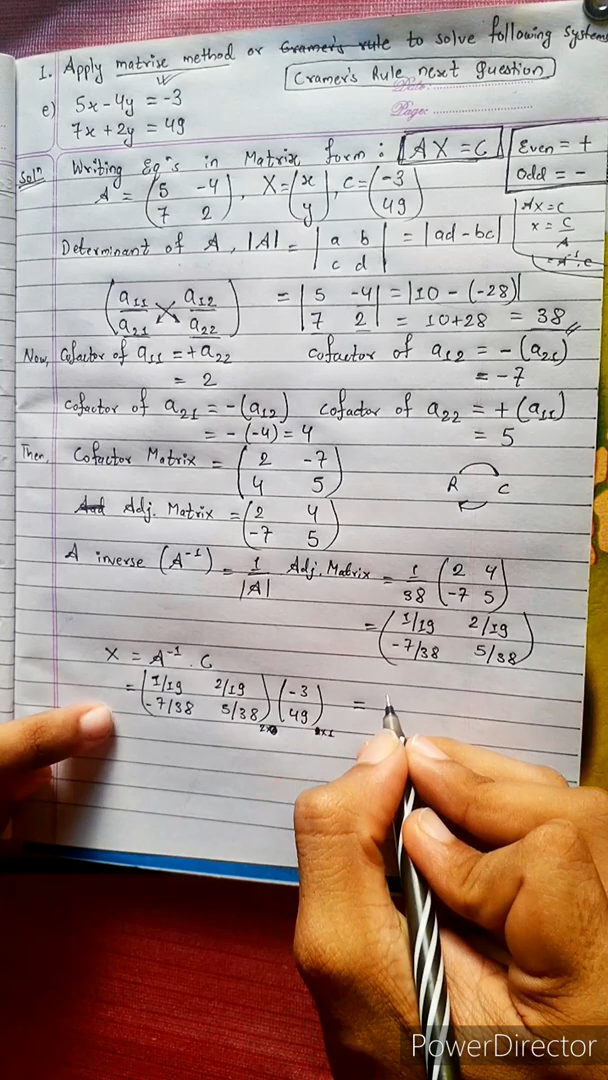 1. Apply matrix method or Cramer's rule to solve following systems
Cramer's Rule next question
Date:
Page:
e) 5x - 4y = -3
7x + 2y = 49
Soln Writing Eqⁿs in Matrix form : AX = C
Even = +
Odd = -
A = (5 -4 / 7 2), X = (x / y), C = (-3 / 49)
AX = C
x = C/A
= A⁻¹.C
Determinant of A, |A| = |a b / c d| = |ad - bc|
(a11 a12 / a21 a22) = |5 -4 / 7 2| = |10 - (-28)|
= 10 + 28 = 38
Now, Cofactor of a11 = +a22 cofactor of a12 = -(a21)
= 2 = -7
cofactor of a21 = -(a12) cofactor of a22 = +(a11)
= -(-4) = 4 = 5
Then, Cofactor Matrix = (2 -7 / 4 5)
R C
And Adj. Matrix = (2 4 / -7 5)
A inverse (A⁻¹) = 1/|A| Adj. Matrix = 1/38 (2 4 / -7 5)
= (1/19 2/19 / -7/38 5/38)
X = A⁻¹ . C
= (1/19 2/19 / -7/38 5/38) (-3 / 49) =
PowerDirector